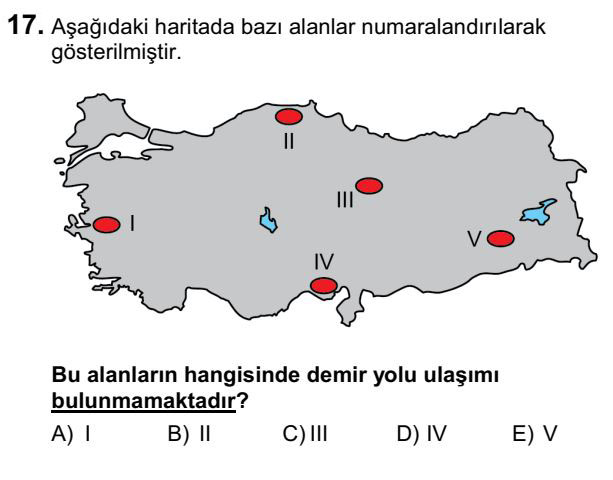 17. Aşağıdaki haritada bazı alanlar numaralandırılarak
gösterilmiştir.
II
III
I
V
IV
Bu alanların hangisinde demir yolu ulaşımı
bulunmamaktadır?
A) I B) II C) III D) IV E) V